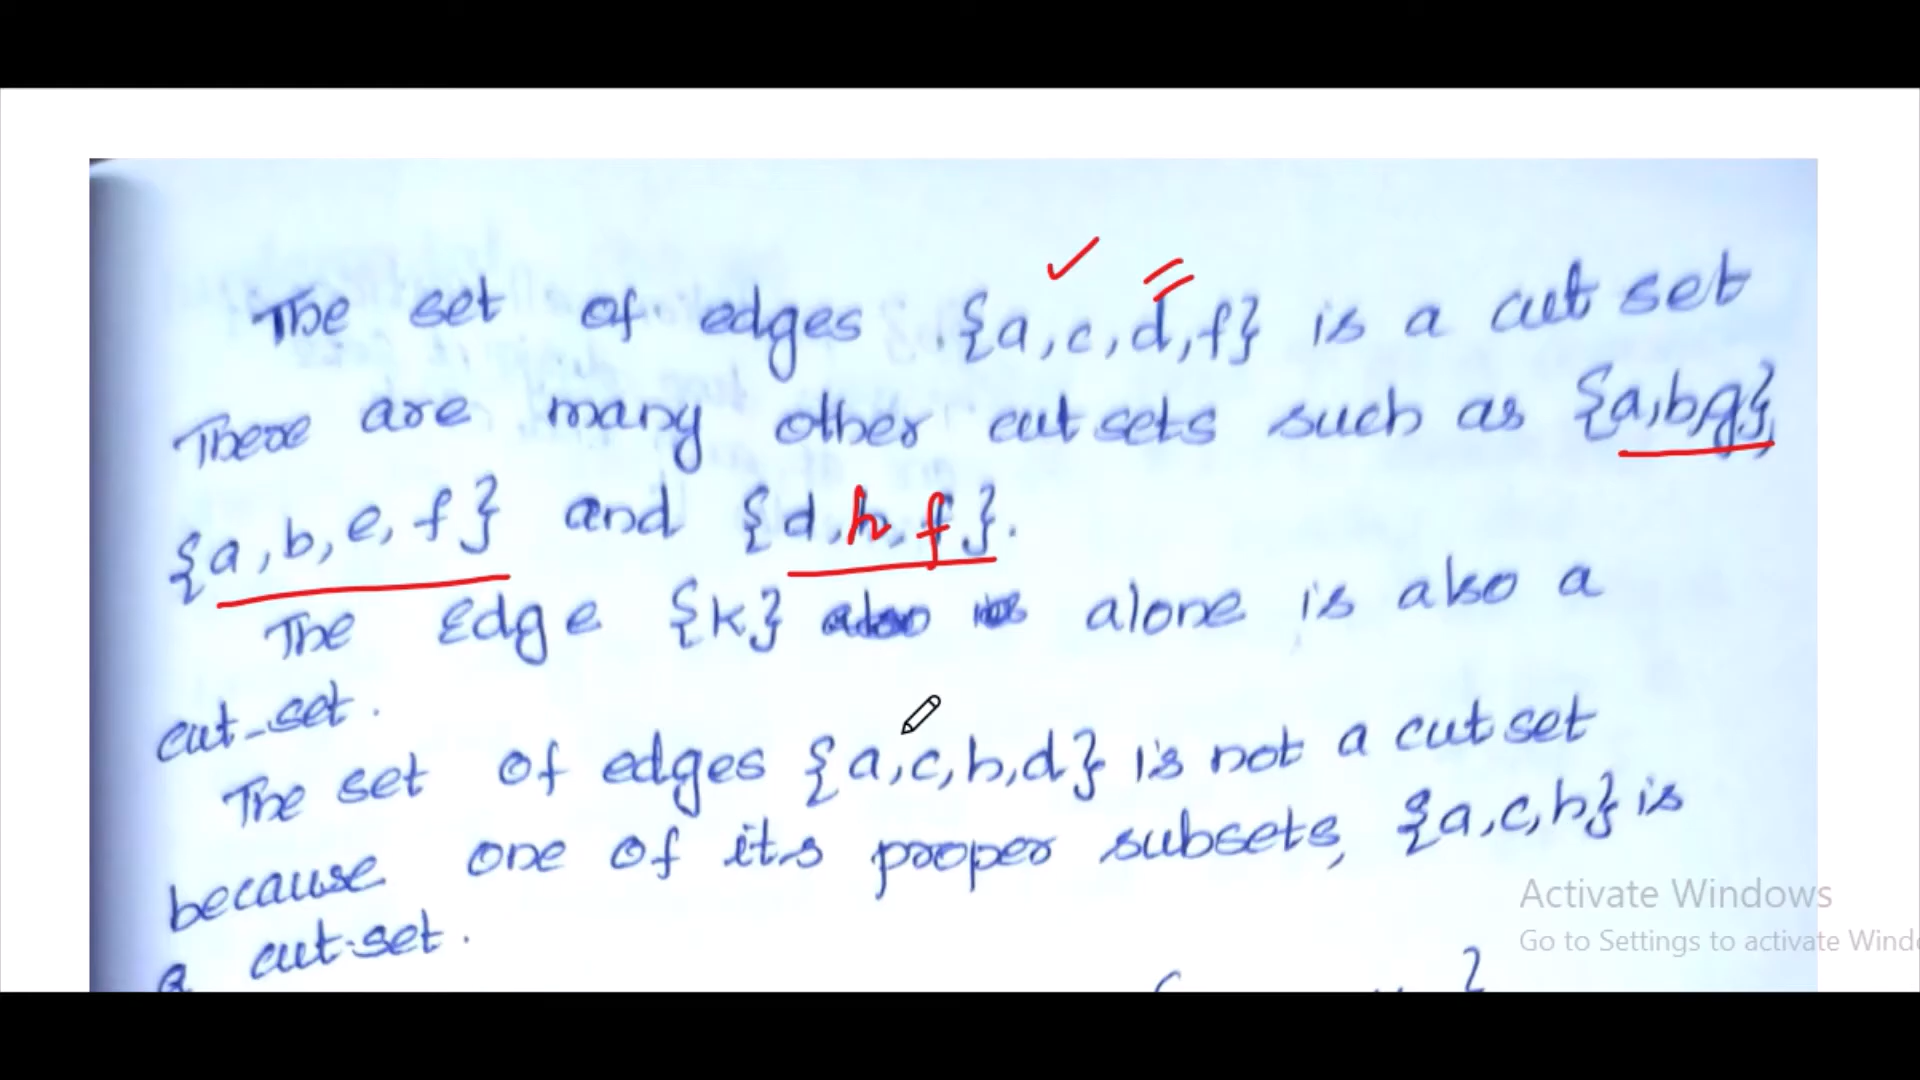 The set of edges {a,c,d,f} is a cut set
There are many other cut sets such as {a,b,g},
{a,b,e,f} and {d,h,f}.
The Edge {k} alone is also a
cut-set.
The set of edges {a,c,h,d} is not a cut set
because one of its proper subsets, {a,c,h} is
a cut-set.
Activate Windows
Go to Settings to activate Windo